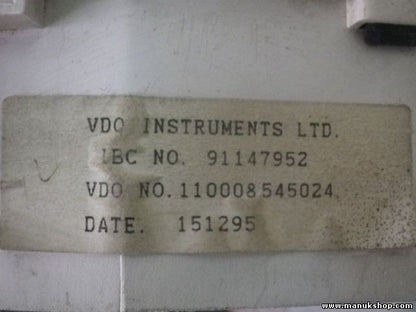 VDO INSTRUMENTS LTD.
IBC NO. 91147952
VDO NO.110008545024
DATE. 151295
www.manukshop.com